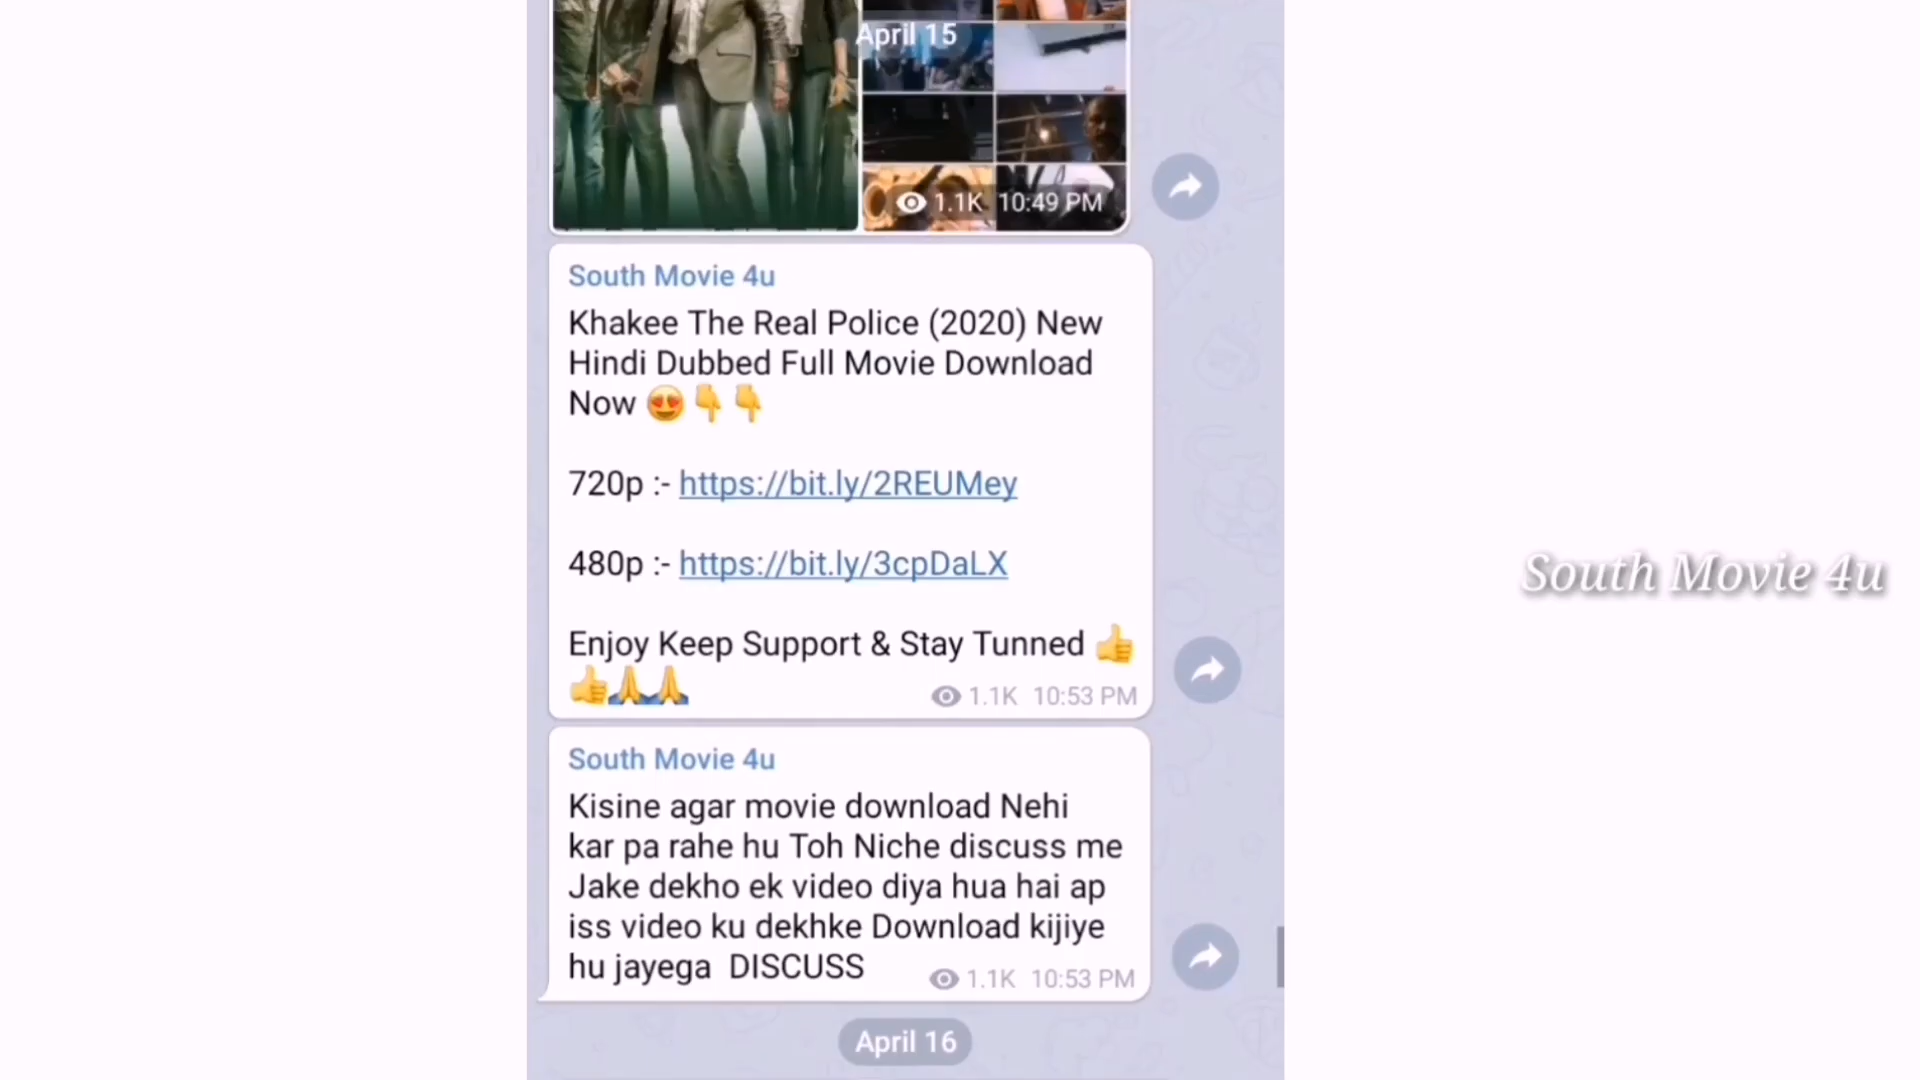 April 15
1.1K 10:49 PM
South Movie 4u
Khakee The Real Police (2020) New
Hindi Dubbed Full Movie Download
Now 😍👇👇
720p :- https://bit.ly/2REUMey
480p :- https://bit.ly/3cpDaLX
Enjoy Keep Support & Stay Tunned 👍
👍🙏🙏
1.1K 10:53 PM
South Movie 4u
Kisine agar movie download Nehi
kar pa rahe hu Toh Niche discuss me
Jake dekho ek video diya hua hai ap
iss video ku dekhke Download kijiye
hu jayega DISCUSS
1.1K 10:53 PM
April 16
South Movie 4u